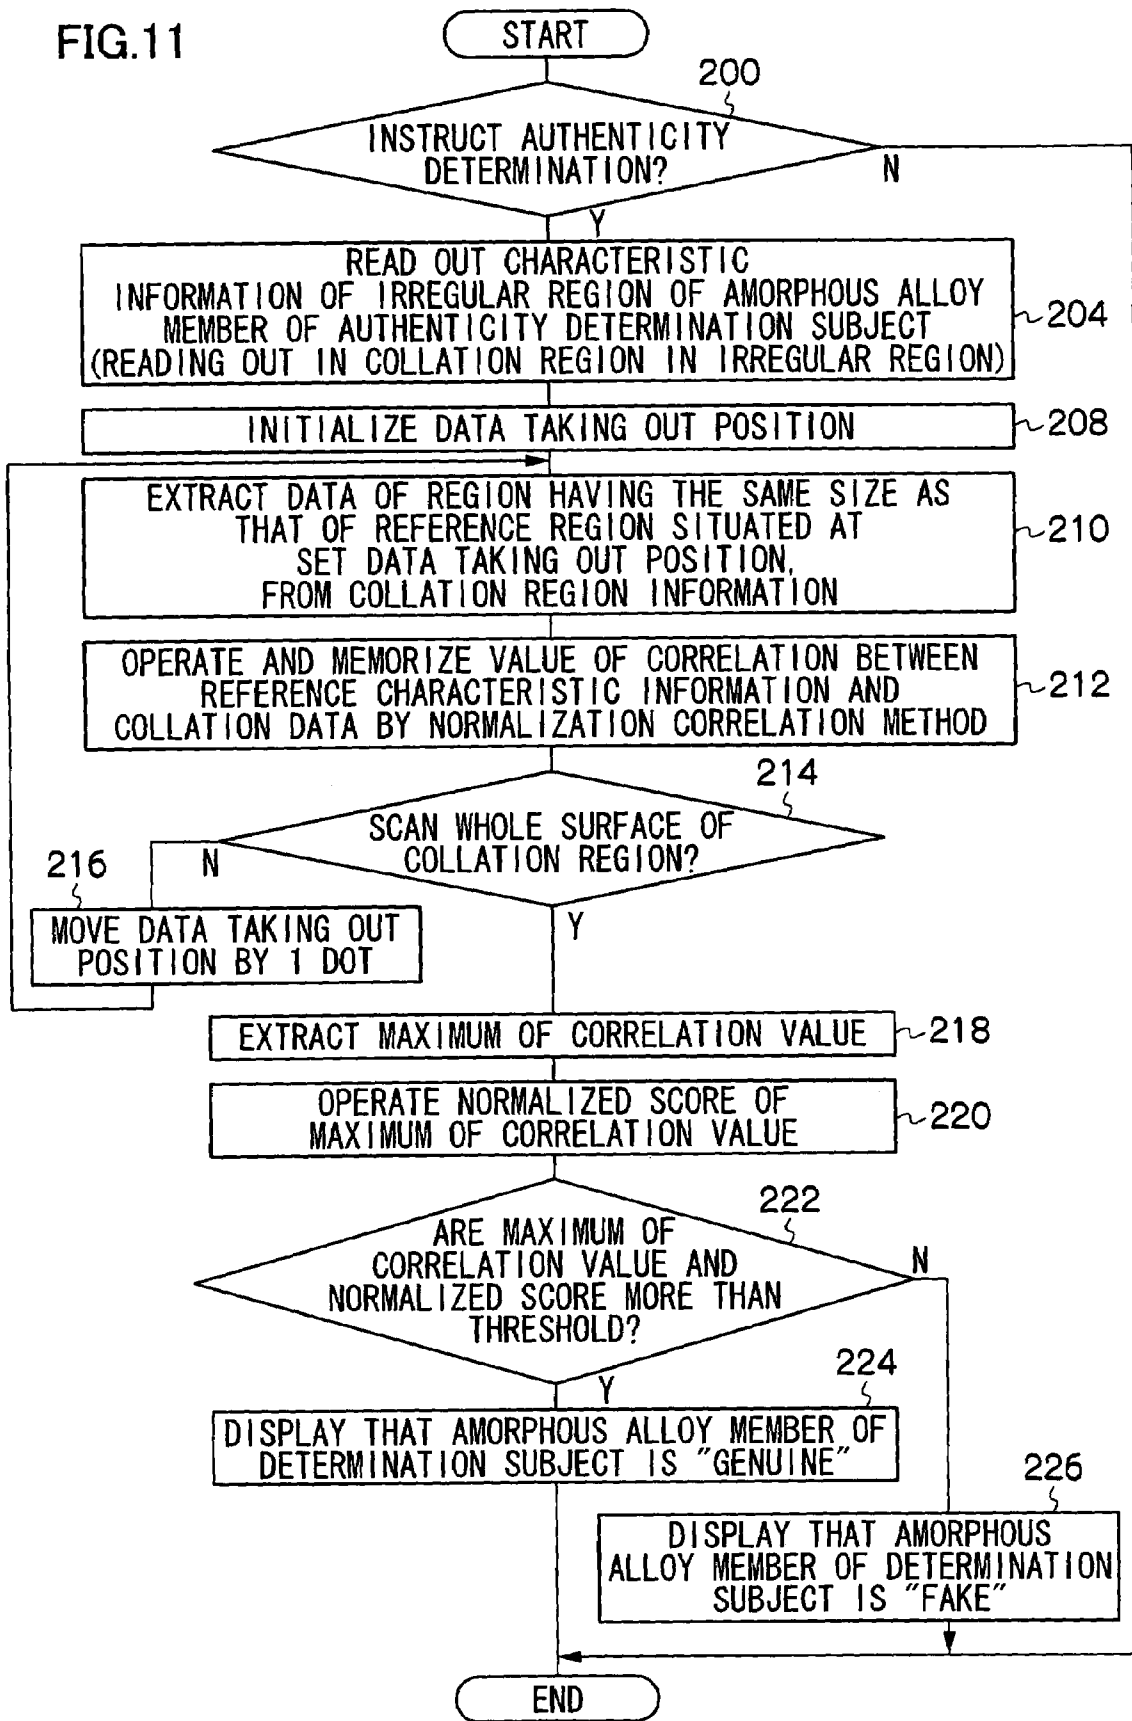 FIG.11
START
200
INSTRUCT AUTHENTICITY
DETERMINATION?
N
Y
READ OUT CHARACTERISTIC
INFORMATION OF IRREGULAR REGION OF AMORPHOUS ALLOY
MEMBER OF AUTHENTICITY DETERMINATION SUBJECT
(READING OUT IN COLLATION REGION IN IRREGULAR REGION)
204
INITIALIZE DATA TAKING OUT POSITION
208
EXTRACT DATA OF REGION HAVING THE SAME SIZE AS
THAT OF REFERENCE REGION SITUATED AT
SET DATA TAKING OUT POSITION,
FROM COLLATION REGION INFORMATION
210
OPERATE AND MEMORIZE VALUE OF CORRELATION BETWEEN
REFERENCE CHARACTERISTIC INFORMATION AND
COLLATION DATA BY NORMALIZATION CORRELATION METHOD
212
214
SCAN WHOLE SURFACE OF
COLLATION REGION?
N
Y
216
MOVE DATA TAKING OUT
POSITION BY 1 DOT
EXTRACT MAXIMUM OF CORRELATION VALUE
218
OPERATE NORMALIZED SCORE OF
MAXIMUM OF CORRELATION VALUE
220
222
ARE MAXIMUM OF
CORRELATION VALUE AND
NORMALIZED SCORE MORE THAN
THRESHOLD?
N
Y
224
DISPLAY THAT AMORPHOUS ALLOY MEMBER OF
DETERMINATION SUBJECT IS "GENUINE"
226
DISPLAY THAT AMORPHOUS
ALLOY MEMBER OF DETERMINATION
SUBJECT IS "FAKE"
END